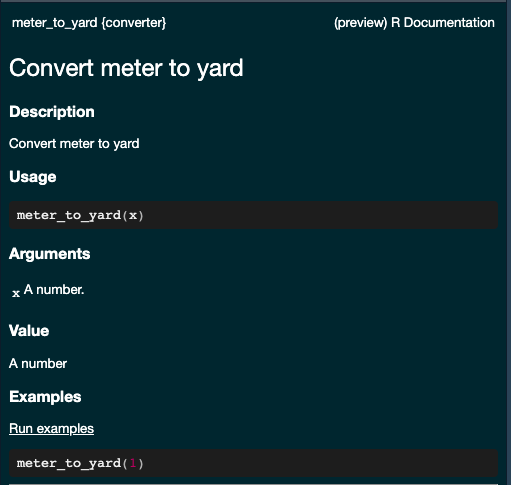 meter_to_yard {converter} (preview) R Documentation
Convert meter to yard
Description
Convert meter to yard
Usage
meter_to_yard(x)
Arguments
x A number.
Value
A number
Examples
Run examples
meter_to_yard(1)